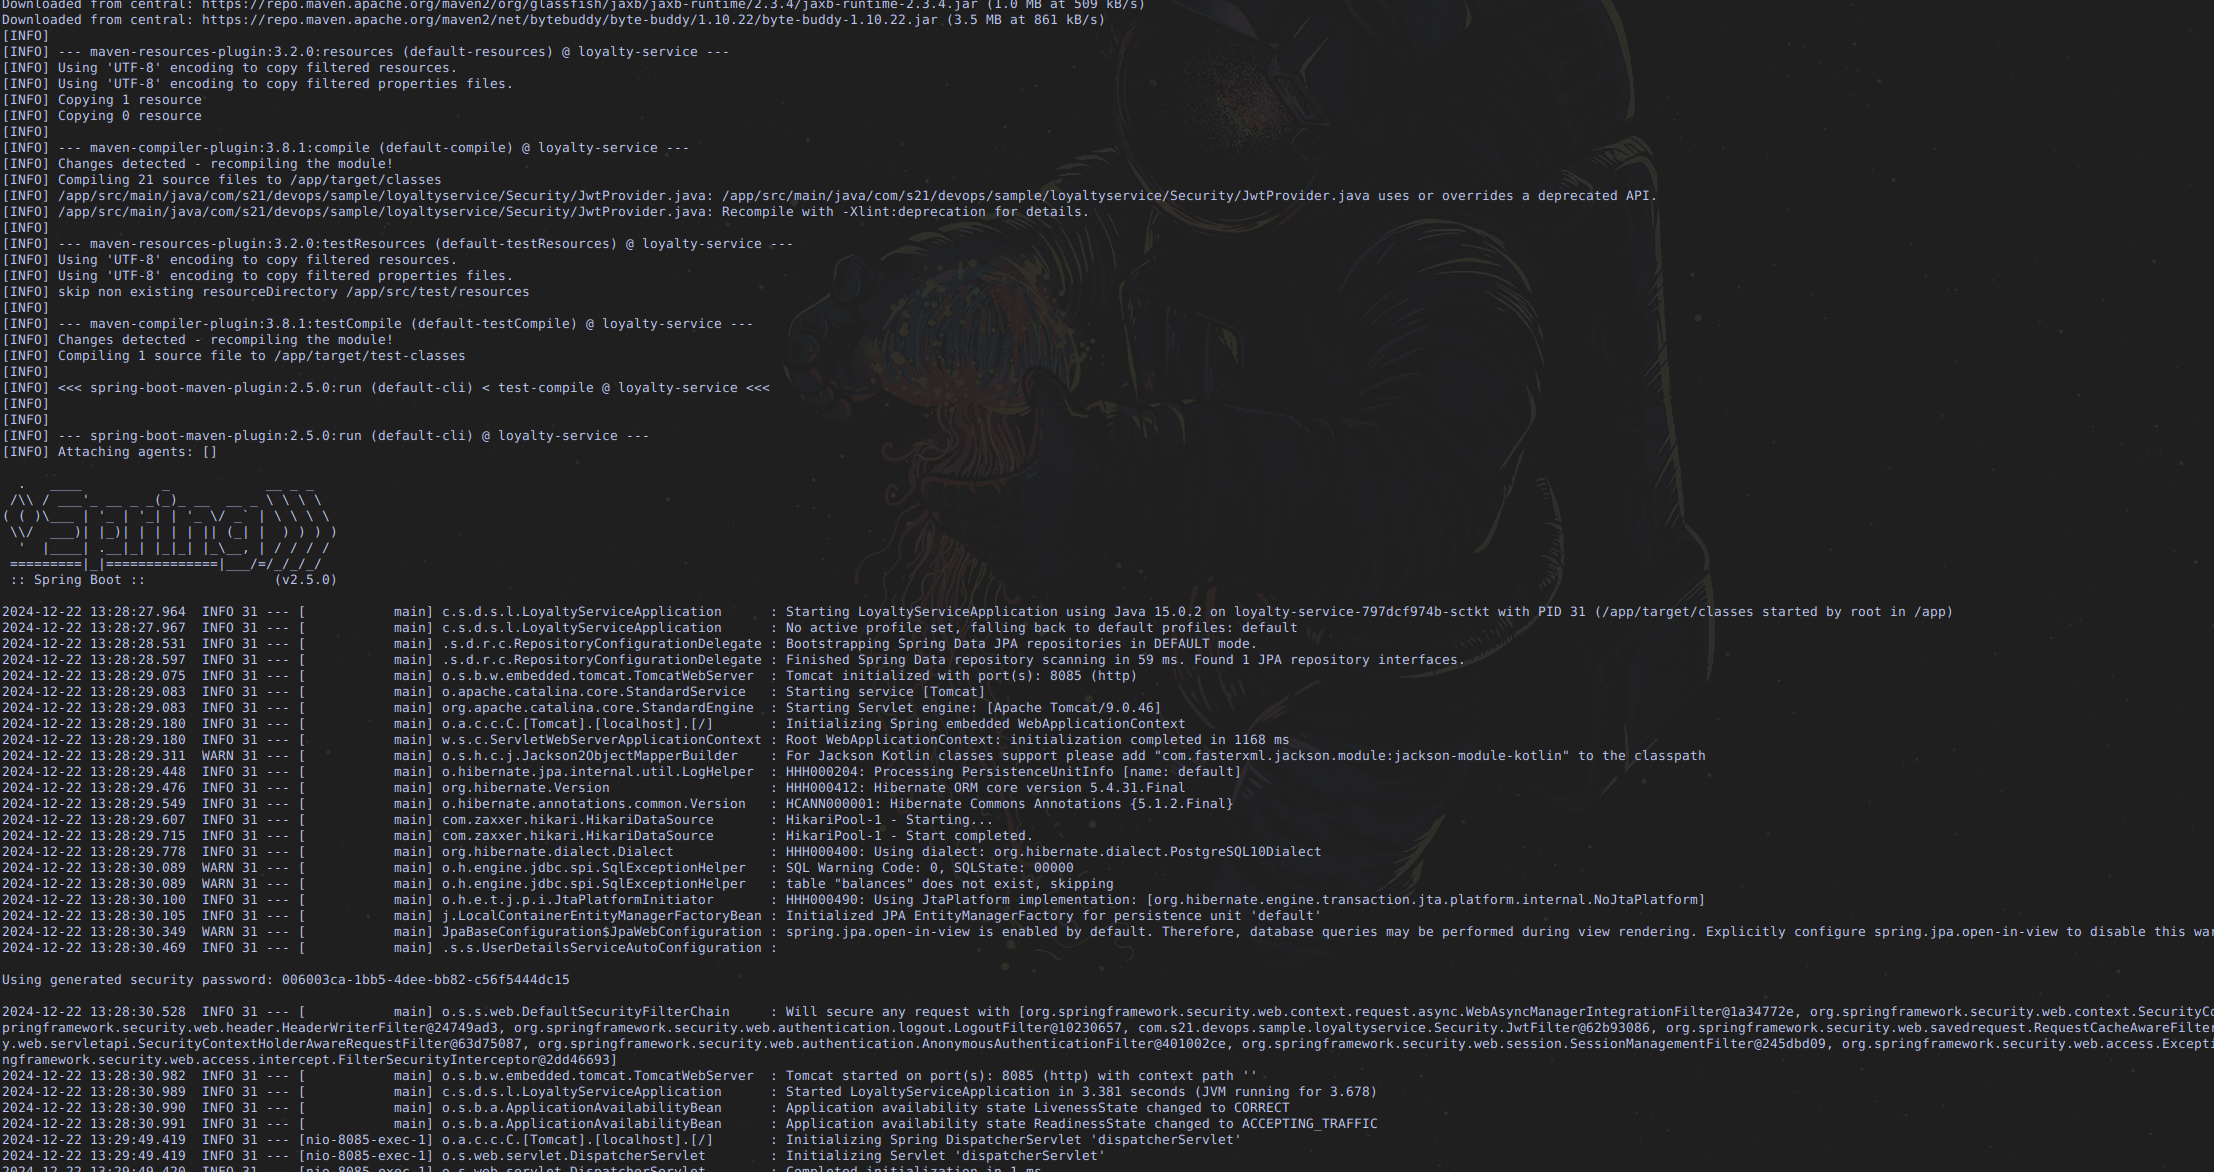 Downloaded from central: https://repo.maven.apache.org/maven2/org/glassfish/jaxb/jaxb-runtime/2.3.4/jaxb-runtime-2.3.4.jar (1.0 MB at 509 kB/s)
Downloaded from central: https://repo.maven.apache.org/maven2/net/bytebuddy/byte-buddy/1.10.22/byte-buddy-1.10.22.jar (3.5 MB at 861 kB/s)
[INFO]
[INFO] --- maven-resources-plugin:3.2.0:resources (default-resources) @ loyalty-service ---
[INFO] Using 'UTF-8' encoding to copy filtered resources.
[INFO] Using 'UTF-8' encoding to copy filtered properties files.
[INFO] Copying 1 resource
[INFO] Copying 0 resource
[INFO]
[INFO] --- maven-compiler-plugin:3.8.1:compile (default-compile) @ loyalty-service ---
[INFO] Changes detected - recompiling the module!
[INFO] Compiling 21 source files to /app/target/classes
[INFO] /app/src/main/java/com/s21/devops/sample/loyaltyservice/Security/JwtProvider.java: /app/src/main/java/com/s21/devops/sample/loyaltyservice/Security/JwtProvider.java uses or overrides a deprecated API.
[INFO] /app/src/main/java/com/s21/devops/sample/loyaltyservice/Security/JwtProvider.java: Recompile with -Xlint:deprecation for details.
[INFO]
[INFO] --- maven-resources-plugin:3.2.0:testResources (default-testResources) @ loyalty-service ---
[INFO] Using 'UTF-8' encoding to copy filtered resources.
[INFO] Using 'UTF-8' encoding to copy filtered properties files.
[INFO] skip non existing resourceDirectory /app/src/test/resources
[INFO]
[INFO] --- maven-compiler-plugin:3.8.1:testCompile (default-testCompile) @ loyalty-service ---
[INFO] Changes detected - recompiling the module!
[INFO] Compiling 1 source file to /app/target/test-classes
[INFO]
[INFO] <<< spring-boot-maven-plugin:2.5.0:run (default-cli) < test-compile @ loyalty-service <<<
[INFO]
[INFO]
[INFO] --- spring-boot-maven-plugin:2.5.0:run (default-cli) @ loyalty-service ---
[INFO] Attaching agents: []
  .   ____          _            __ _ _
 /\\ / ___'_ __ _ _(_)_ __  __ _ \ \ \ \
( ( )\___ | '_ | '_| | '_ \/ _` | \ \ \ \
 \\/  ___)| |_)| | | | | || (_| |  ) ) ) )
  '  |____| .__|_| |_|_| |_\__, | / / / /
 =========|_|==============|___/=/_/_/_/
 :: Spring Boot ::                (v2.5.0)
2024-12-22 13:28:27.964  INFO 31 --- [           main] c.s.d.s.l.LoyaltyServiceApplication      : Starting LoyaltyServiceApplication using Java 15.0.2 on loyalty-service-797dcf974b-sctkt with PID 31 (/app/target/classes started by root in /app)
2024-12-22 13:28:27.967  INFO 31 --- [           main] c.s.d.s.l.LoyaltyServiceApplication      : No active profile set, falling back to default profiles: default
2024-12-22 13:28:28.531  INFO 31 --- [           main] .s.d.r.c.RepositoryConfigurationDelegate : Bootstrapping Spring Data JPA repositories in DEFAULT mode.
2024-12-22 13:28:28.597  INFO 31 --- [           main] .s.d.r.c.RepositoryConfigurationDelegate : Finished Spring Data repository scanning in 59 ms. Found 1 JPA repository interfaces.
2024-12-22 13:28:29.075  INFO 31 --- [           main] o.s.b.w.embedded.tomcat.TomcatWebServer  : Tomcat initialized with port(s): 8085 (http)
2024-12-22 13:28:29.083  INFO 31 --- [           main] o.apache.catalina.core.StandardService   : Starting service [Tomcat]
2024-12-22 13:28:29.083  INFO 31 --- [           main] org.apache.catalina.core.StandardEngine  : Starting Servlet engine: [Apache Tomcat/9.0.46]
2024-12-22 13:28:29.180  INFO 31 --- [           main] o.a.c.c.C.[Tomcat].[localhost].[/]       : Initializing Spring embedded WebApplicationContext
2024-12-22 13:28:29.180  INFO 31 --- [           main] w.s.c.ServletWebServerApplicationContext : Root WebApplicationContext: initialization completed in 1168 ms
2024-12-22 13:28:29.311  WARN 31 --- [           main] o.s.h.c.j.Jackson2ObjectMapperBuilder    : For Jackson Kotlin classes support please add "com.fasterxml.jackson.module:jackson-module-kotlin" to the classpath
2024-12-22 13:28:29.448  INFO 31 --- [           main] o.hibernate.jpa.internal.util.LogHelper  : HHH000204: Processing PersistenceUnitInfo [name: default]
2024-12-22 13:28:29.476  INFO 31 --- [           main] org.hibernate.Version                    : HHH000412: Hibernate ORM core version 5.4.31.Final
2024-12-22 13:28:29.549  INFO 31 --- [           main] o.hibernate.annotations.common.Version   : HCANN000001: Hibernate Commons Annotations {5.1.2.Final}
2024-12-22 13:28:29.607  INFO 31 --- [           main] com.zaxxer.hikari.HikariDataSource       : HikariPool-1 - Starting...
2024-12-22 13:28:29.715  INFO 31 --- [           main] com.zaxxer.hikari.HikariDataSource       : HikariPool-1 - Start completed.
2024-12-22 13:28:29.778  INFO 31 --- [           main] org.hibernate.dialect.Dialect            : HHH000400: Using dialect: org.hibernate.dialect.PostgreSQL10Dialect
2024-12-22 13:28:30.089  WARN 31 --- [           main] o.h.engine.jdbc.spi.SqlExceptionHelper   : SQL Warning Code: 0, SQLState: 00000
2024-12-22 13:28:30.089  WARN 31 --- [           main] o.h.engine.jdbc.spi.SqlExceptionHelper   : table "balances" does not exist, skipping
2024-12-22 13:28:30.100  INFO 31 --- [           main] o.h.e.t.j.p.i.JtaPlatformInitiator       : HHH000490: Using JtaPlatform implementation: [org.hibernate.engine.transaction.jta.platform.internal.NoJtaPlatform]
2024-12-22 13:28:30.105  INFO 31 --- [           main] j.LocalContainerEntityManagerFactoryBean : Initialized JPA EntityManagerFactory for persistence unit 'default'
2024-12-22 13:28:30.349  WARN 31 --- [           main] JpaBaseConfiguration$JpaWebConfiguration : spring.jpa.open-in-view is enabled by default. Therefore, database queries may be performed during view rendering. Explicitly configure spring.jpa.open-in-view to disable this war
2024-12-22 13:28:30.469  INFO 31 --- [           main] .s.s.UserDetailsServiceAutoConfiguration :
Using generated security password: 006003ca-1bb5-4dee-bb82-c56f5444dc15
2024-12-22 13:28:30.528  INFO 31 --- [           main] o.s.s.web.DefaultSecurityFilterChain     : Will secure any request with [org.springframework.security.web.context.request.async.WebAsyncManagerIntegrationFilter@1a34772e, org.springframework.security.web.context.SecurityCo
pringframework.security.web.header.HeaderWriterFilter@24749ad3, org.springframework.security.web.authentication.logout.LogoutFilter@10230657, com.s21.devops.sample.loyaltyservice.Security.JwtFilter@62b93086, org.springframework.security.web.savedrequest.RequestCacheAwareFilter
y.web.servletapi.SecurityContextHolderAwareRequestFilter@63d75087, org.springframework.security.web.authentication.AnonymousAuthenticationFilter@401002ce, org.springframework.security.web.session.SessionManagementFilter@245dbd09, org.springframework.security.web.access.Excepti
ngframework.security.web.access.intercept.FilterSecurityInterceptor@2dd46693]
2024-12-22 13:28:30.982  INFO 31 --- [           main] o.s.b.w.embedded.tomcat.TomcatWebServer  : Tomcat started on port(s): 8085 (http) with context path ''
2024-12-22 13:28:30.989  INFO 31 --- [           main] c.s.d.s.l.LoyaltyServiceApplication      : Started LoyaltyServiceApplication in 3.381 seconds (JVM running for 3.678)
2024-12-22 13:28:30.990  INFO 31 --- [           main] o.s.b.a.ApplicationAvailabilityBean      : Application availability state LivenessState changed to CORRECT
2024-12-22 13:28:30.991  INFO 31 --- [           main] o.s.b.a.ApplicationAvailabilityBean      : Application availability state ReadinessState changed to ACCEPTING_TRAFFIC
2024-12-22 13:29:49.419  INFO 31 --- [nio-8085-exec-1] o.a.c.c.C.[Tomcat].[localhost].[/]       : Initializing Spring DispatcherServlet 'dispatcherServlet'
2024-12-22 13:29:49.419  INFO 31 --- [nio-8085-exec-1] o.s.web.servlet.DispatcherServlet        : Initializing Servlet 'dispatcherServlet'
2024-12-22 13:29:49.420  INFO 31 --- [nio-8085-exec-1] o.s.web.servlet.DispatcherServlet        : Completed initialization in 1 ms